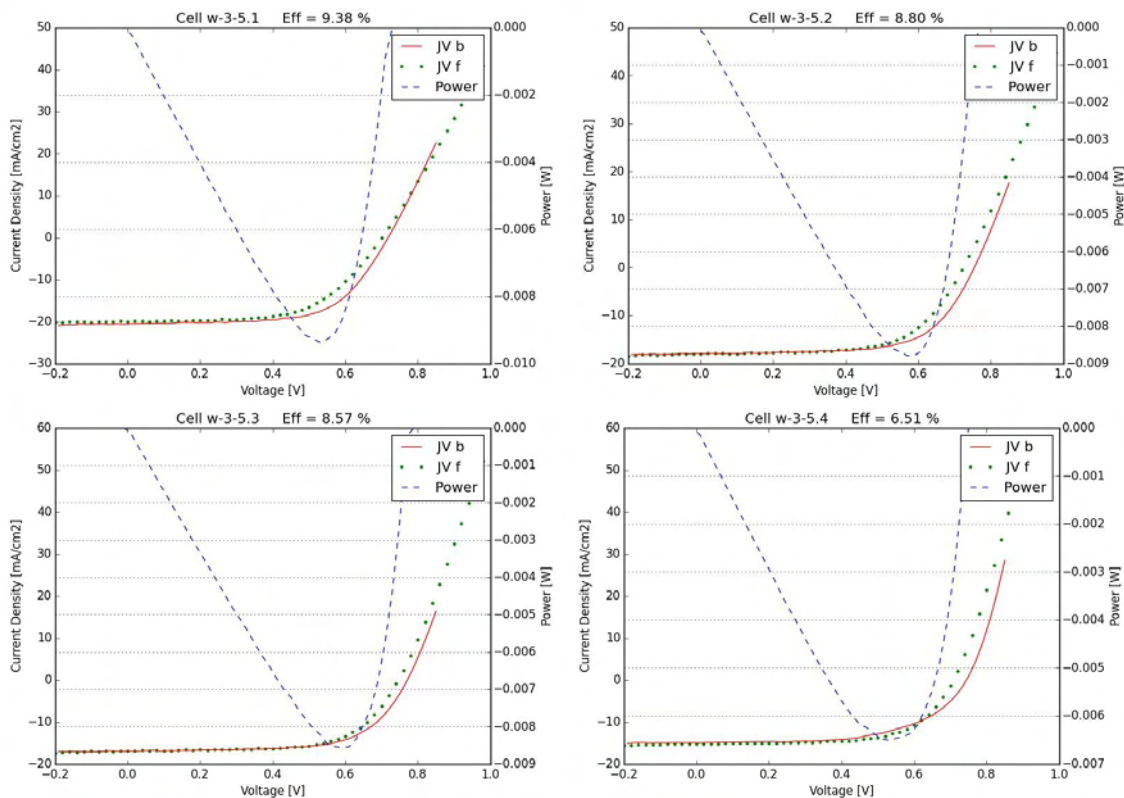 Cell w-3-5.1 Eff = 9.38 %
50
40
30
20
10
0
−10
−20
−30
Current Density [mA/cm2]
JV b
JV f
Power
0.000
−0.002
−0.004
−0.006
−0.008
−0.010
Power [W]
−0.2 0.0 0.2 0.4 0.6 0.8 1.0
Voltage [V]
Cell w-3-5.2 Eff = 8.80 %
50
40
30
20
10
0
−10
−20
Current Density [mA/cm2]
JV b
JV f
Power
0.000
−0.001
−0.002
−0.003
−0.004
−0.005
−0.006
−0.007
−0.008
−0.009
Power [W]
−0.2 0.0 0.2 0.4 0.6 0.8 1.0
Voltage [V]
Cell w-3-5.3 Eff = 8.57 %
60
50
40
30
20
10
0
−10
−20
Current Density [mA/cm2]
JV b
JV f
Power
0.000
−0.001
−0.002
−0.003
−0.004
−0.005
−0.006
−0.007
−0.008
−0.009
Power [W]
−0.2 0.0 0.2 0.4 0.6 0.8 1.0
Voltage [V]
Cell w-3-5.4 Eff = 6.51 %
60
50
40
30
20
10
0
−10
−20
Current Density [mA/cm2]
JV b
JV f
Power
0.000
−0.001
−0.002
−0.003
−0.004
−0.005
−0.006
−0.007
Power [W]
−0.2 0.0 0.2 0.4 0.6 0.8 1.0
Voltage [V]